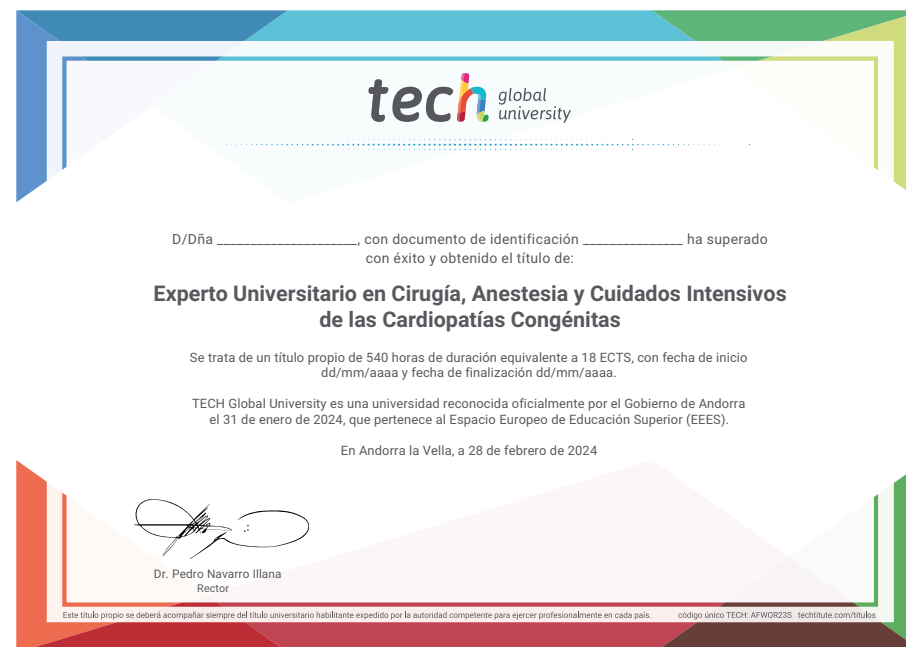 tech global university
D/Dña _____________________, con documento de identificación _______________ ha superado
con éxito y obtenido el título de:
Experto Universitario en Cirugía, Anestesia y Cuidados Intensivos
de las Cardiopatías Congénitas
Se trata de un título propio de 540 horas de duración equivalente a 18 ECTS, con fecha de inicio
dd/mm/aaaa y fecha de finalización dd/mm/aaaa.
TECH Global University es una universidad reconocida oficialmente por el Gobierno de Andorra
el 31 de enero de 2024, que pertenece al Espacio Europeo de Educación Superior (EEES).
En Andorra la Vella, a 28 de febrero de 2024
Dr. Pedro Navarro Illana
Rector
Este título propio se deberá acompañar siempre del título universitario habilitante expedido por la autoridad competente para ejercer profesionalmente en cada país. código único TECH: AFWOR23S techtitute.com/titulos